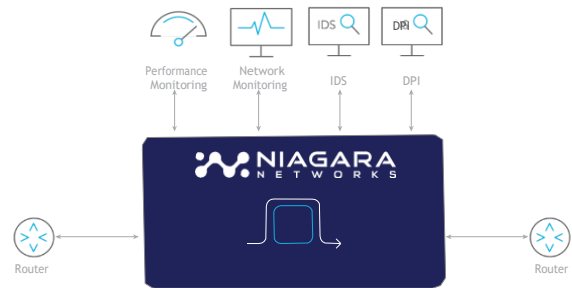 IDS
DPI
Performance
Monitoring
Network
Monitoring
IDS
DPI
NIAGARA
NETWORKS
Router
Router